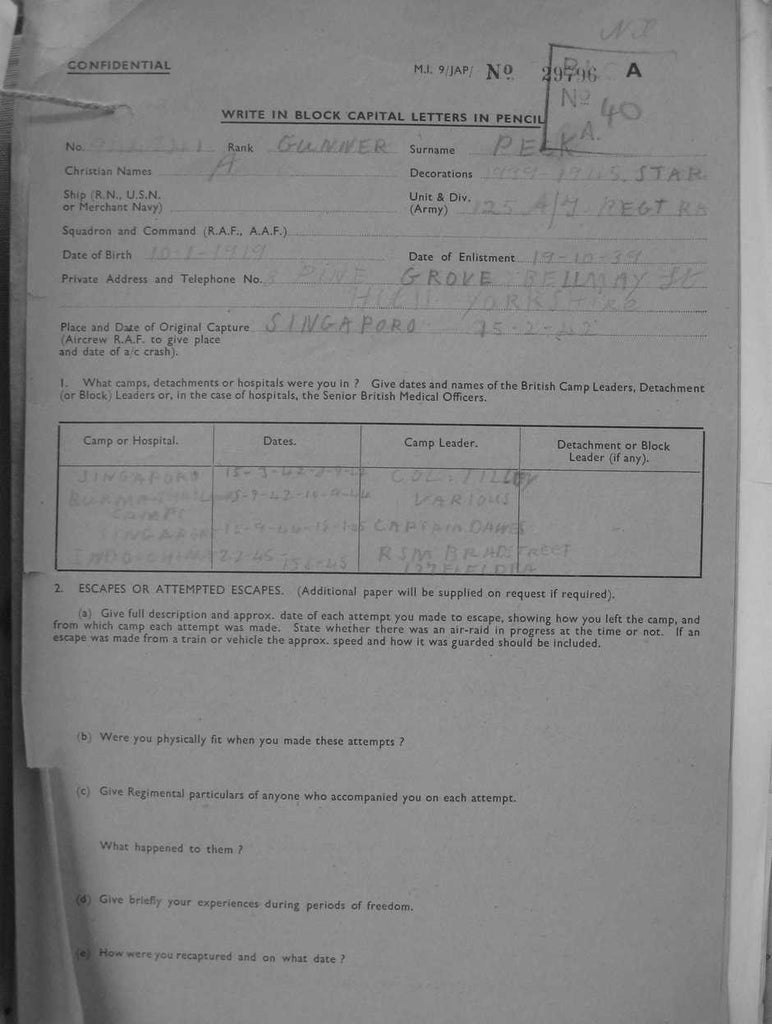 CONFIDENTIAL
M.I. 9/JAP/ No 29796 A
No 40
WRITE IN BLOCK CAPITAL LETTERS IN PENCIL
No. Rank GUNNER Surname PECK A.
Christian Names A Decorations 1939-1945 STAR
Ship (R.N., U.S.N. or Merchant Navy)
Unit & Div. (Army) 125 A/T REGT RA
Squadron and Command (R.A.F., A.A.F.)
Date of Birth 10-1-1919 Date of Enlistment 19-10-39
Private Address and Telephone No. 8 PINE GROVE ST
HULL YORKSHIRE
Place and Date of Original Capture SINGAPORO 15-2-42
(Aircrew R.A.F. to give place
and date of a/c crash).
1. What camps, detachments or hospitals were you in ? Give dates and names of the British Camp Leaders, Detachment
(or Block) Leaders or, in the case of hospitals, the Senior British Medical Officers.
Camp or Hospital. Dates. Camp Leader. Detachment or Block Leader (if any).
SINGAPORO COL. TILLEY
BURMA VARIOUS
CAMPS
SINGAPORO CAPTAIN DAWES
INDO-CHINA RSM BRADSTREET
2. ESCAPES OR ATTEMPTED ESCAPES. (Additional paper will be supplied on request if required).
(a) Give full description and approx. date of each attempt you made to escape, showing how you left the camp, and
from which camp each attempt was made. State whether there was an air-raid in progress at the time or not. If an
escape was made from a train or vehicle the approx. speed and how it was guarded should be included.
(b) Were you physically fit when you made these attempts ?
(c) Give Regimental particulars of anyone who accompanied you on each attempt.
What happened to them ?
(d) Give briefly your experiences during periods of freedom.
(e) How were you recaptured and on what date ?